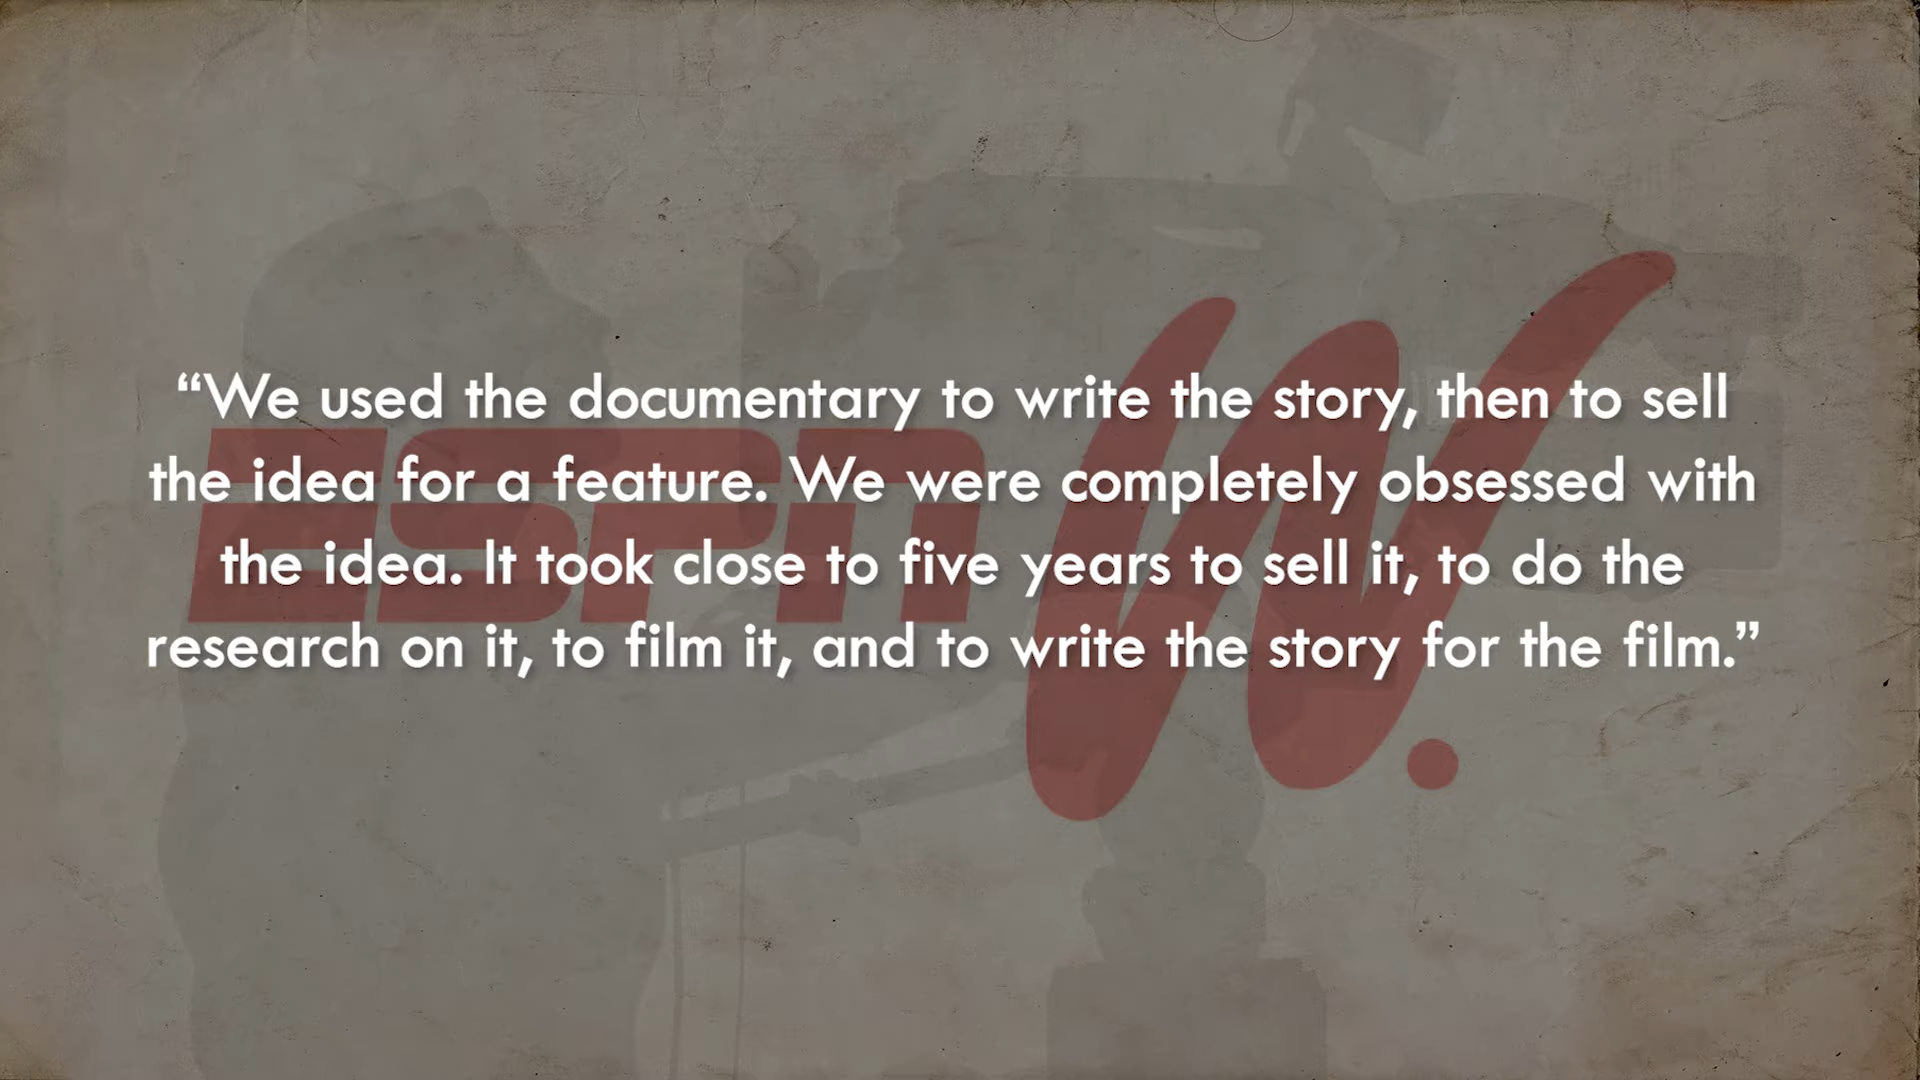 “We used the documentary to write the story, then to sell
the idea for a feature. We were completely obsessed with
the idea. It took close to five years to sell it, to do the
research on it, to film it, and to write the story for the film.”
ESPN W.